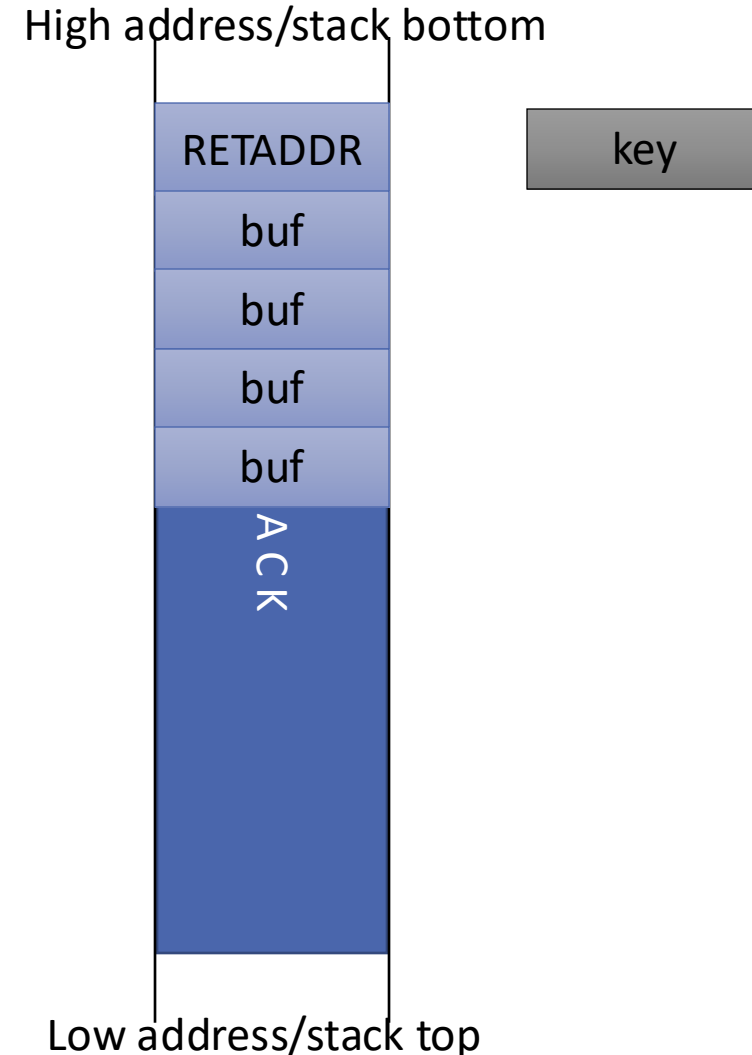 High address/stack bottom
RETADDR
key
buf
buf
buf
buf
ACK
Low address/stack top